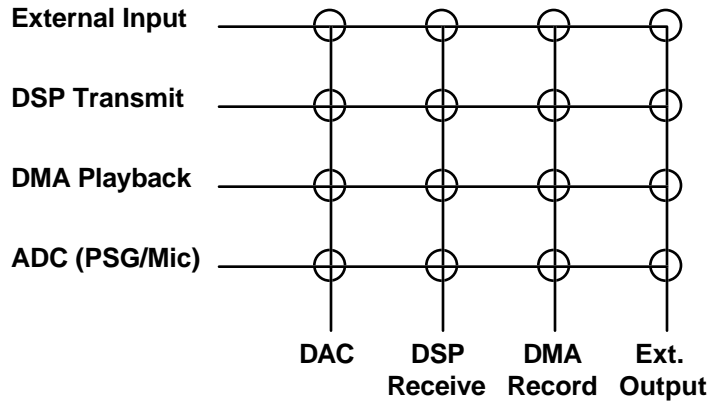 External Input
DSP Transmit
DMA Playback
ADC (PSG/Mic)
DAC
DSP
Receive
DMA
Record
Ext.
Output